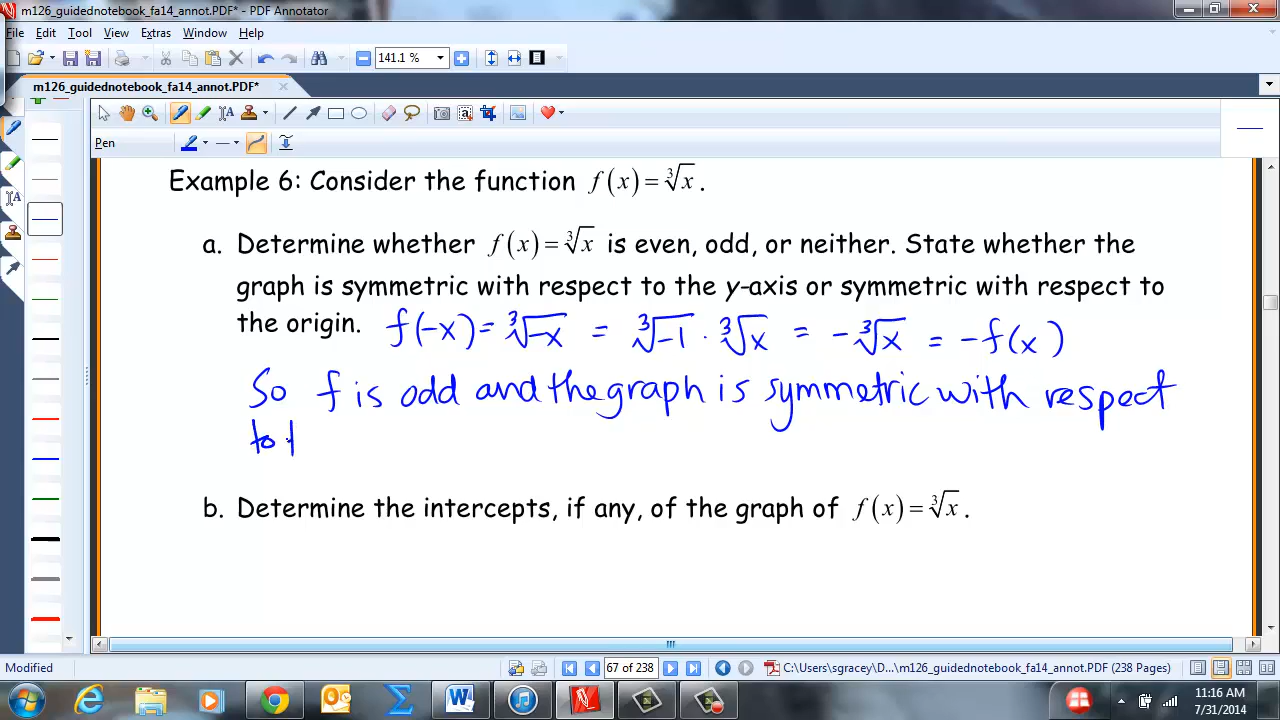 m126_guidednotebook_fa14_annot.PDF* - PDF Annotator
File Edit Tool View Extras Window Help
141.1 %
m126_guidednotebook_fa14_annot.PDF*
Pen
Example 6: Consider the function f(x) = ∛x.
a. Determine whether f(x) = ∛x is even, odd, or neither. State whether the
graph is symmetric with respect to the y-axis or symmetric with respect to
the origin. f(-x) = ∛-x = ∛-1 · ∛x = -∛x = -f(x)
So f is odd and the graph is symmetric with respect
to
b. Determine the intercepts, if any, of the graph of f(x) = ∛x.
67 of 238
Modified
C:\Users\sgracey\D...\m126_guidednotebook_fa14_annot.PDF (238 Pages)
11:16 AM
7/31/2014